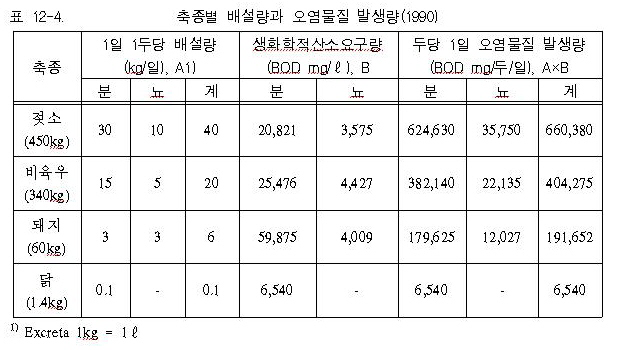 표 12-4. 축종별 배설량과 오염물질 발생량(1990)
축종 1일 1두당 배설량 (kg/일), A1) 생화학적산소요구량 (BOD mg/ℓ), B 두당 1일 오염물질 발생량 (BOD mg/두/일), A×B
분 뇨 계 분 뇨 분 뇨 계
젖소 (450kg) 30 10 40 20,821 3,575 624,630 35,750 660,380
비육우 (340kg) 15 5 20 25,476 4,427 382,140 22,135 404,275
돼지 (60kg) 3 3 6 59,875 4,009 179,625 12,027 191,652
닭 (1.4kg) 0.1 - 0.1 6,540 - 6,540 - 6,540
1) Excreta 1kg = 1ℓ